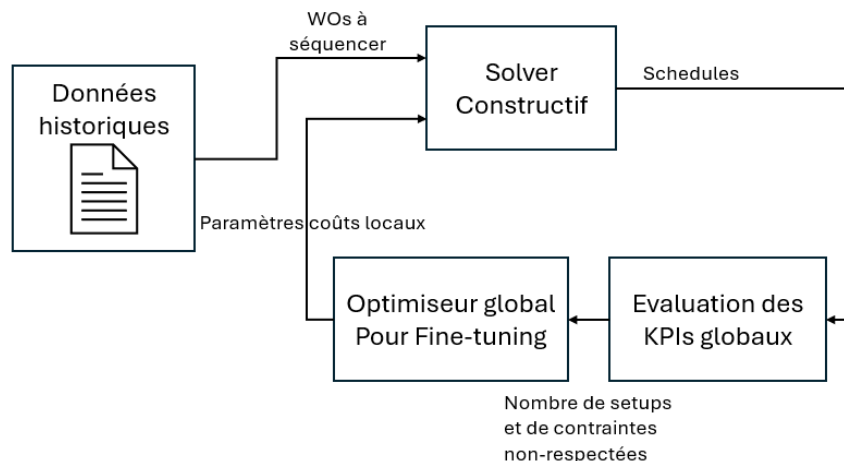 WOs à
séquencer
Données
historiques
Solver
Constructif
Schedules
Paramètres coûts locaux
Optimiseur global
Pour Fine-tuning
Evaluation des
KPIs globaux
Nombre de setups
et de contraintes
non-respectées